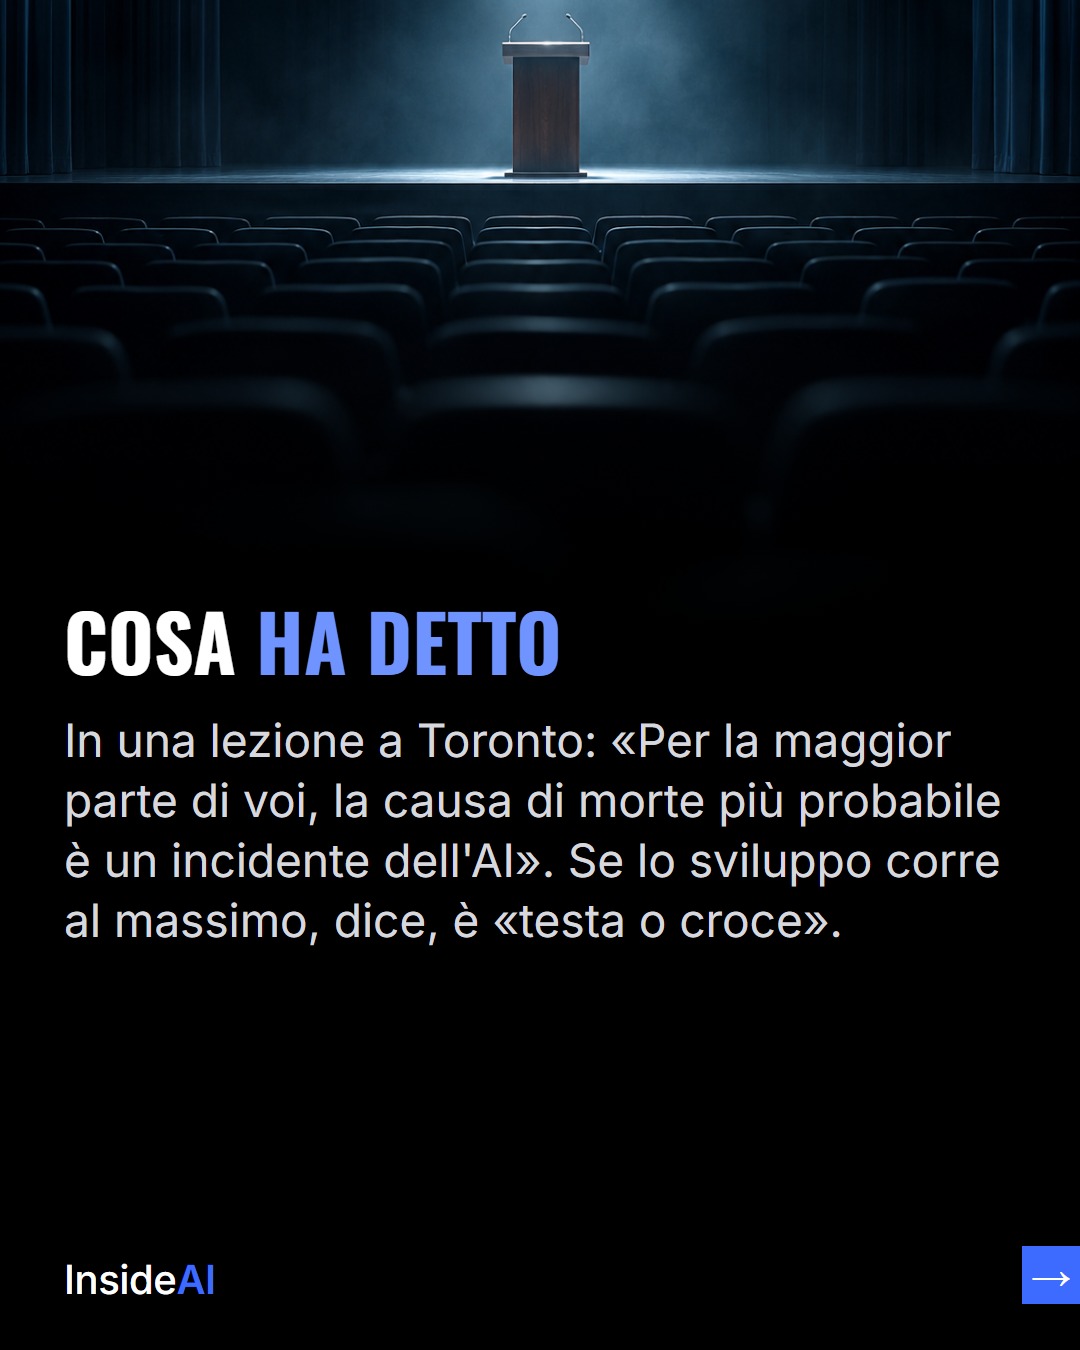 COSA HA DETTO
In una lezione a Toronto: «Per la maggior
parte di voi, la causa di morte più probabile
è un incidente dell'AI». Se lo sviluppo corre
al massimo, dice, è «testa o croce».
InsideAI
→